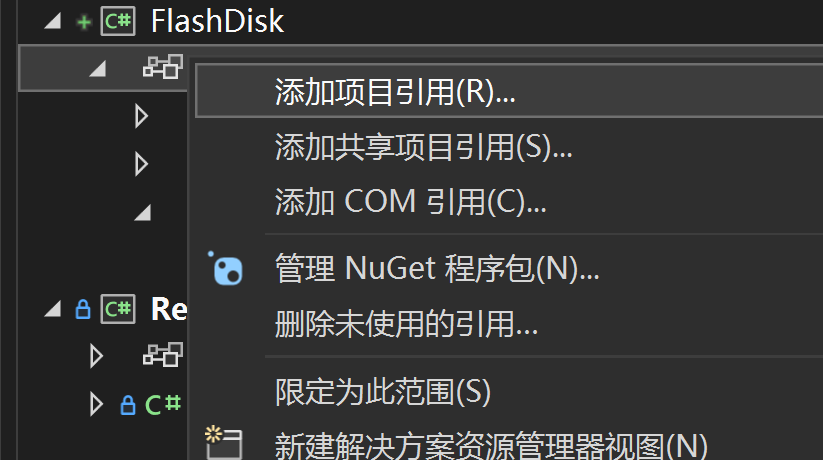 C# FlashDisk
添加项目引用(R)...
添加共享项目引用(S)...
添加 COM 引用(C)...
管理 NuGet 程序包(N)...
C# Re
删除未使用的引用...
限定为此范围(S)
C#
新建解决方案资源管理器视图(N)